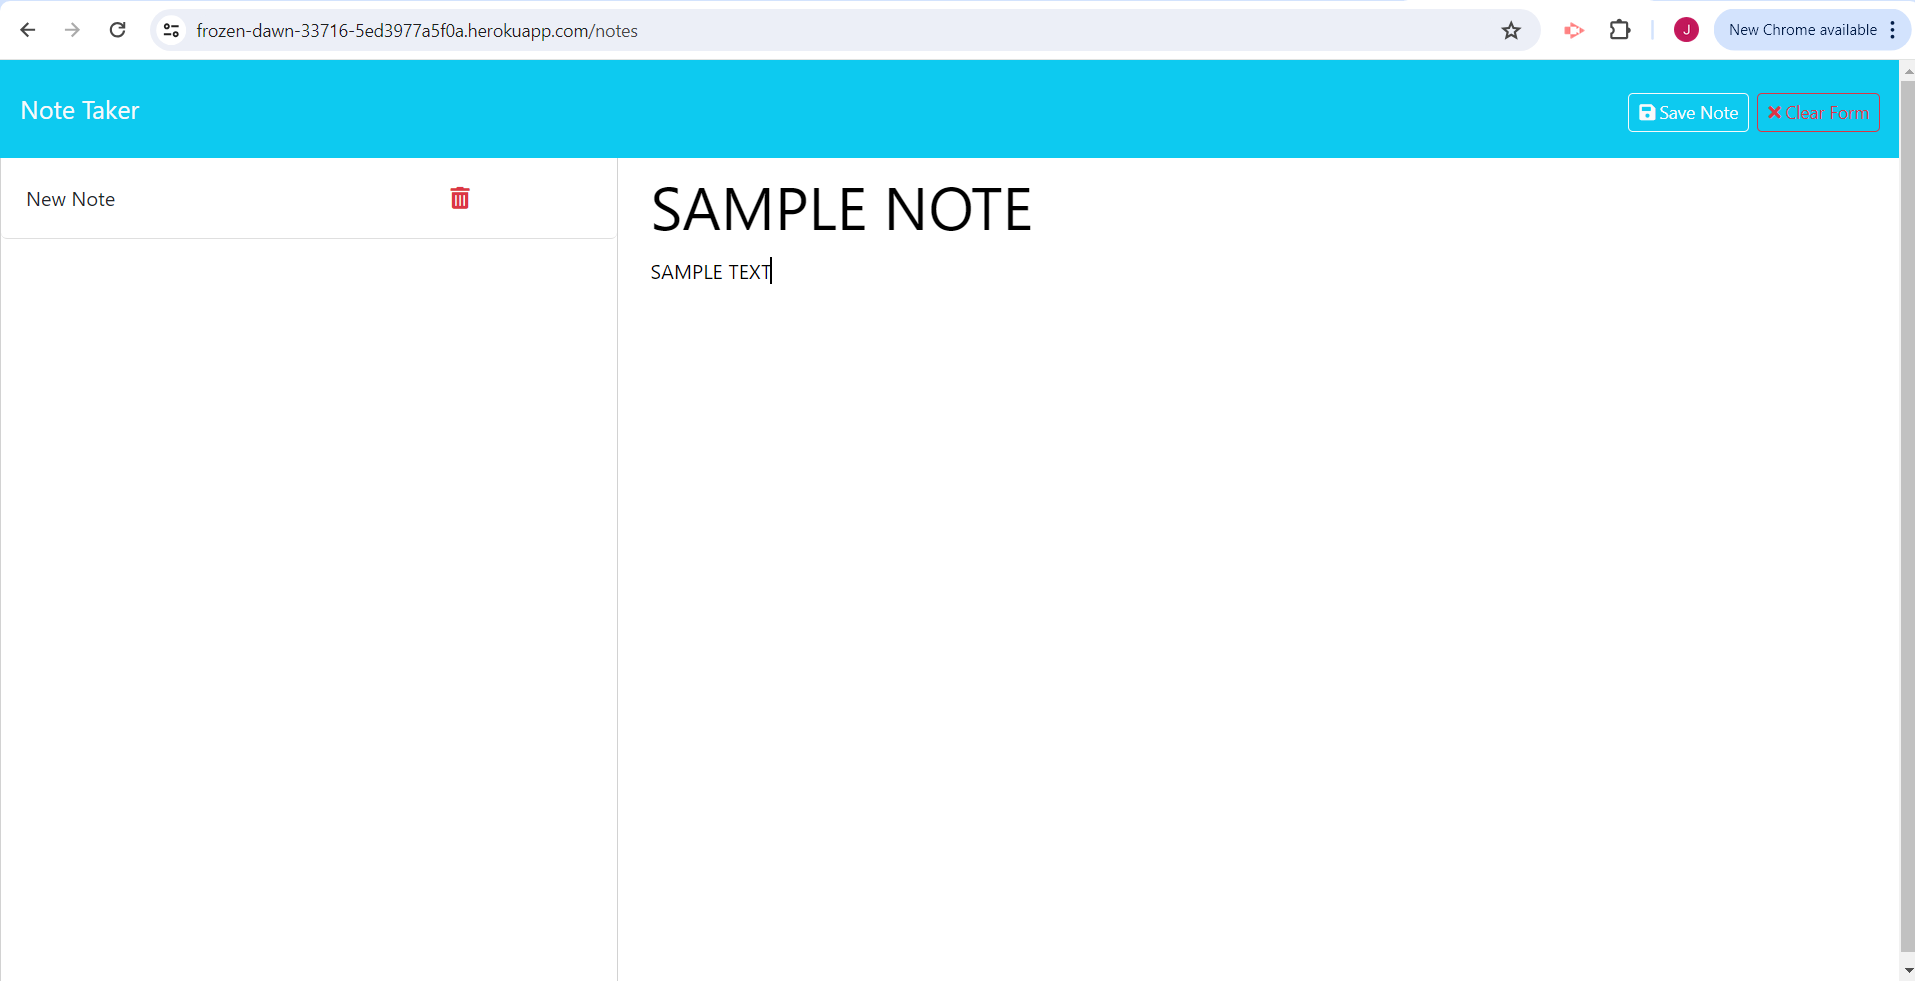 frozen-dawn-33716-5ed3977a5f0a.herokuapp.com/notes
J
New Chrome available
Note Taker
Save Note
Clear Form
New Note
SAMPLE NOTE
SAMPLE TEXT